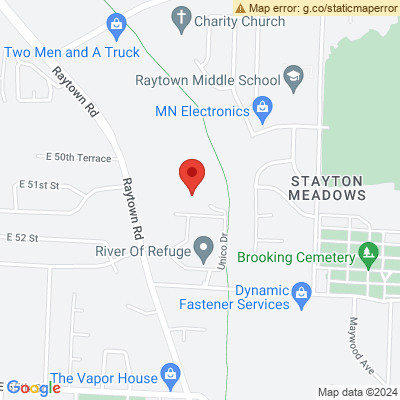 Map error: g.co/staticmaperror
Charity Church
Two Men and A Truck
Raytown Rd
Raytown Middle School
MN Electronics
E 50th Terrace
E 51st St
STAYTON
MEADOWS
Raytown Rd
E 52 St
River Of Refuge
Unico Dr
Brooking Cemetery
Dynamic
Fastener Services
Maywood Ave
The Vapor House
Google
Map data ©2024